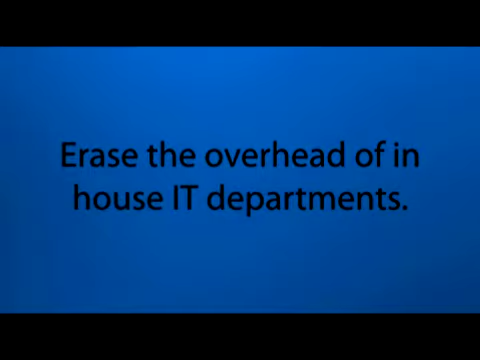 Erase the overhead of in
house IT departments.